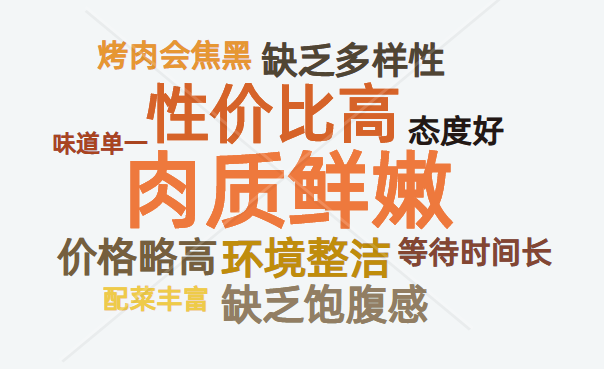 烤肉会焦黑
缺乏多样性
性价比高
态度好
味道单一
肉质鲜嫩
价格略高
环境整洁
等待时间长
配菜丰富
缺乏饱腹感